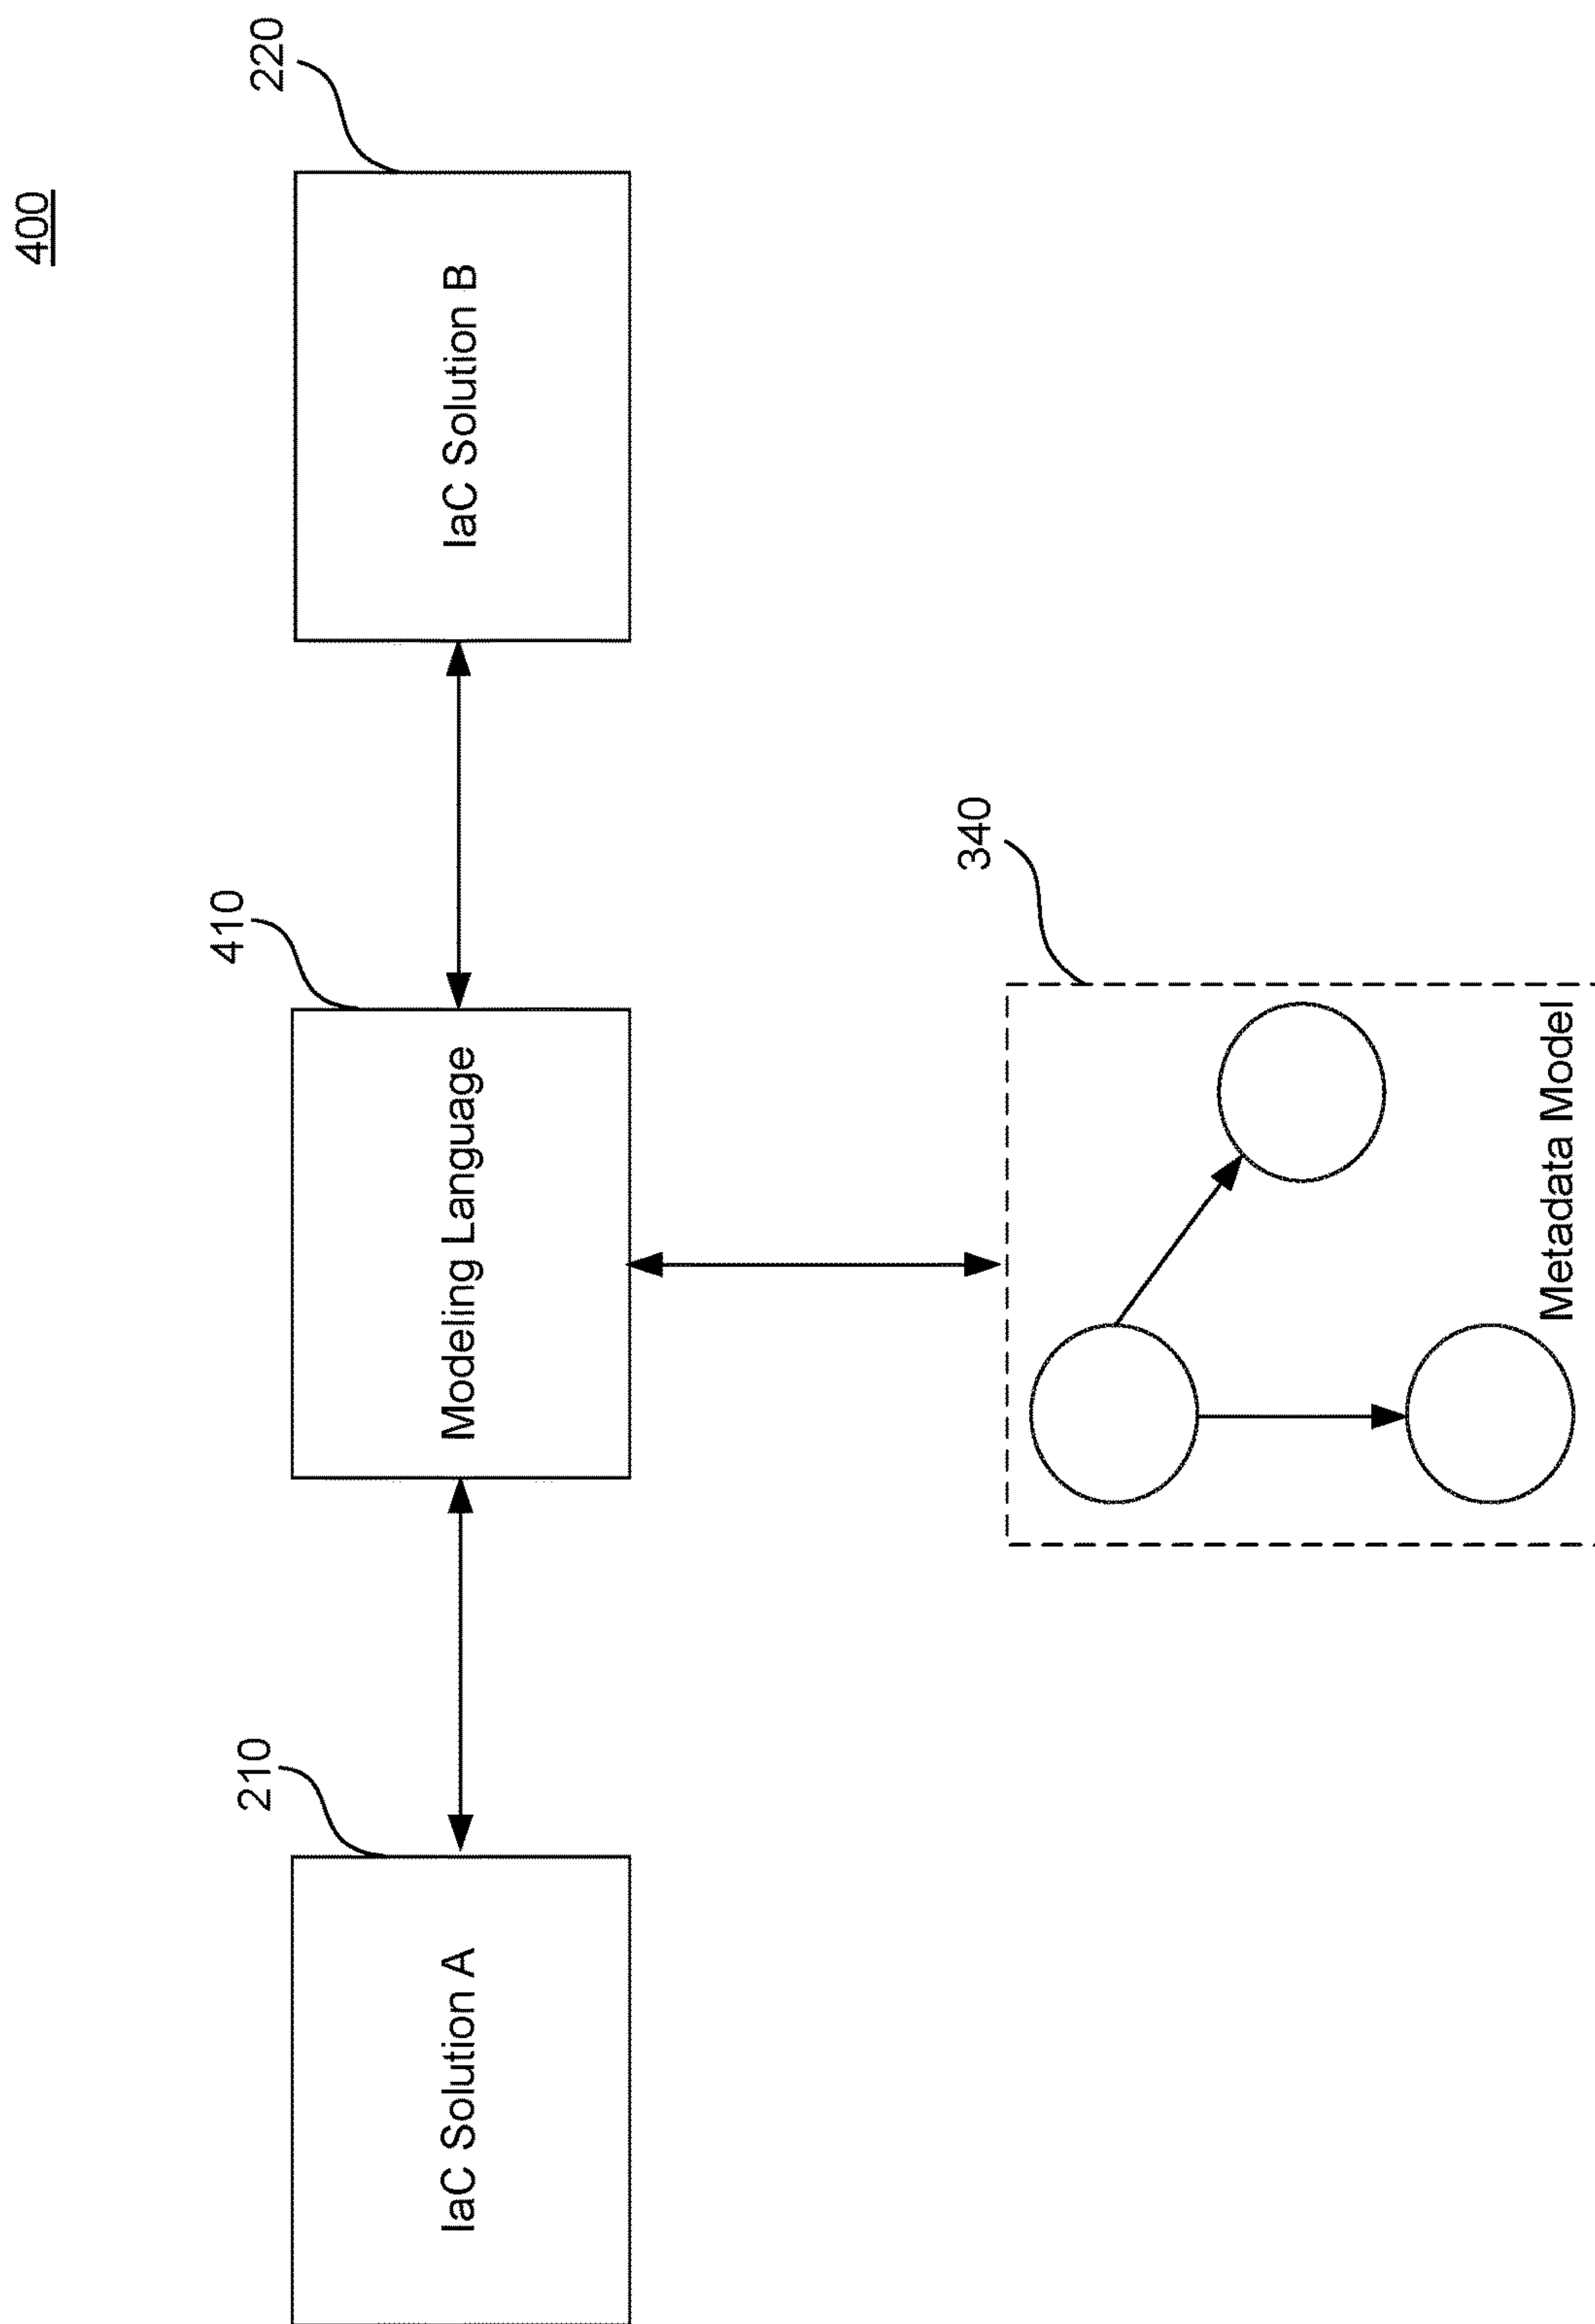 400
210
410
220
IaC Solution A
Modeling Language
IaC Solution B
340
Metadata Model